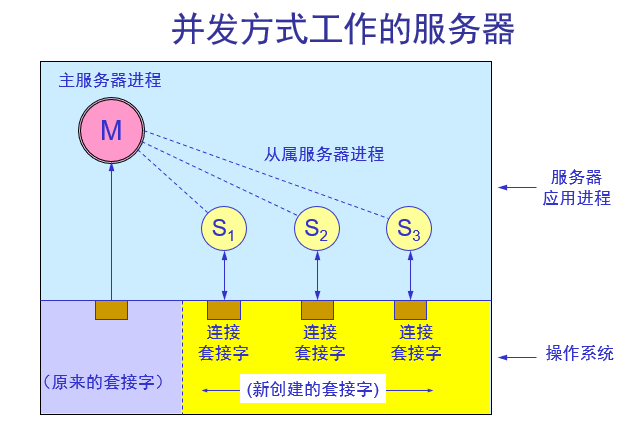 并发方式工作的服务器
主服务器进程
M
从属服务器进程
服务器
应用进程
S1
S2
S3
连接
套接字
连接
套接字
连接
套接字
操作系统
（原来的套接字）
(新创建的套接字)